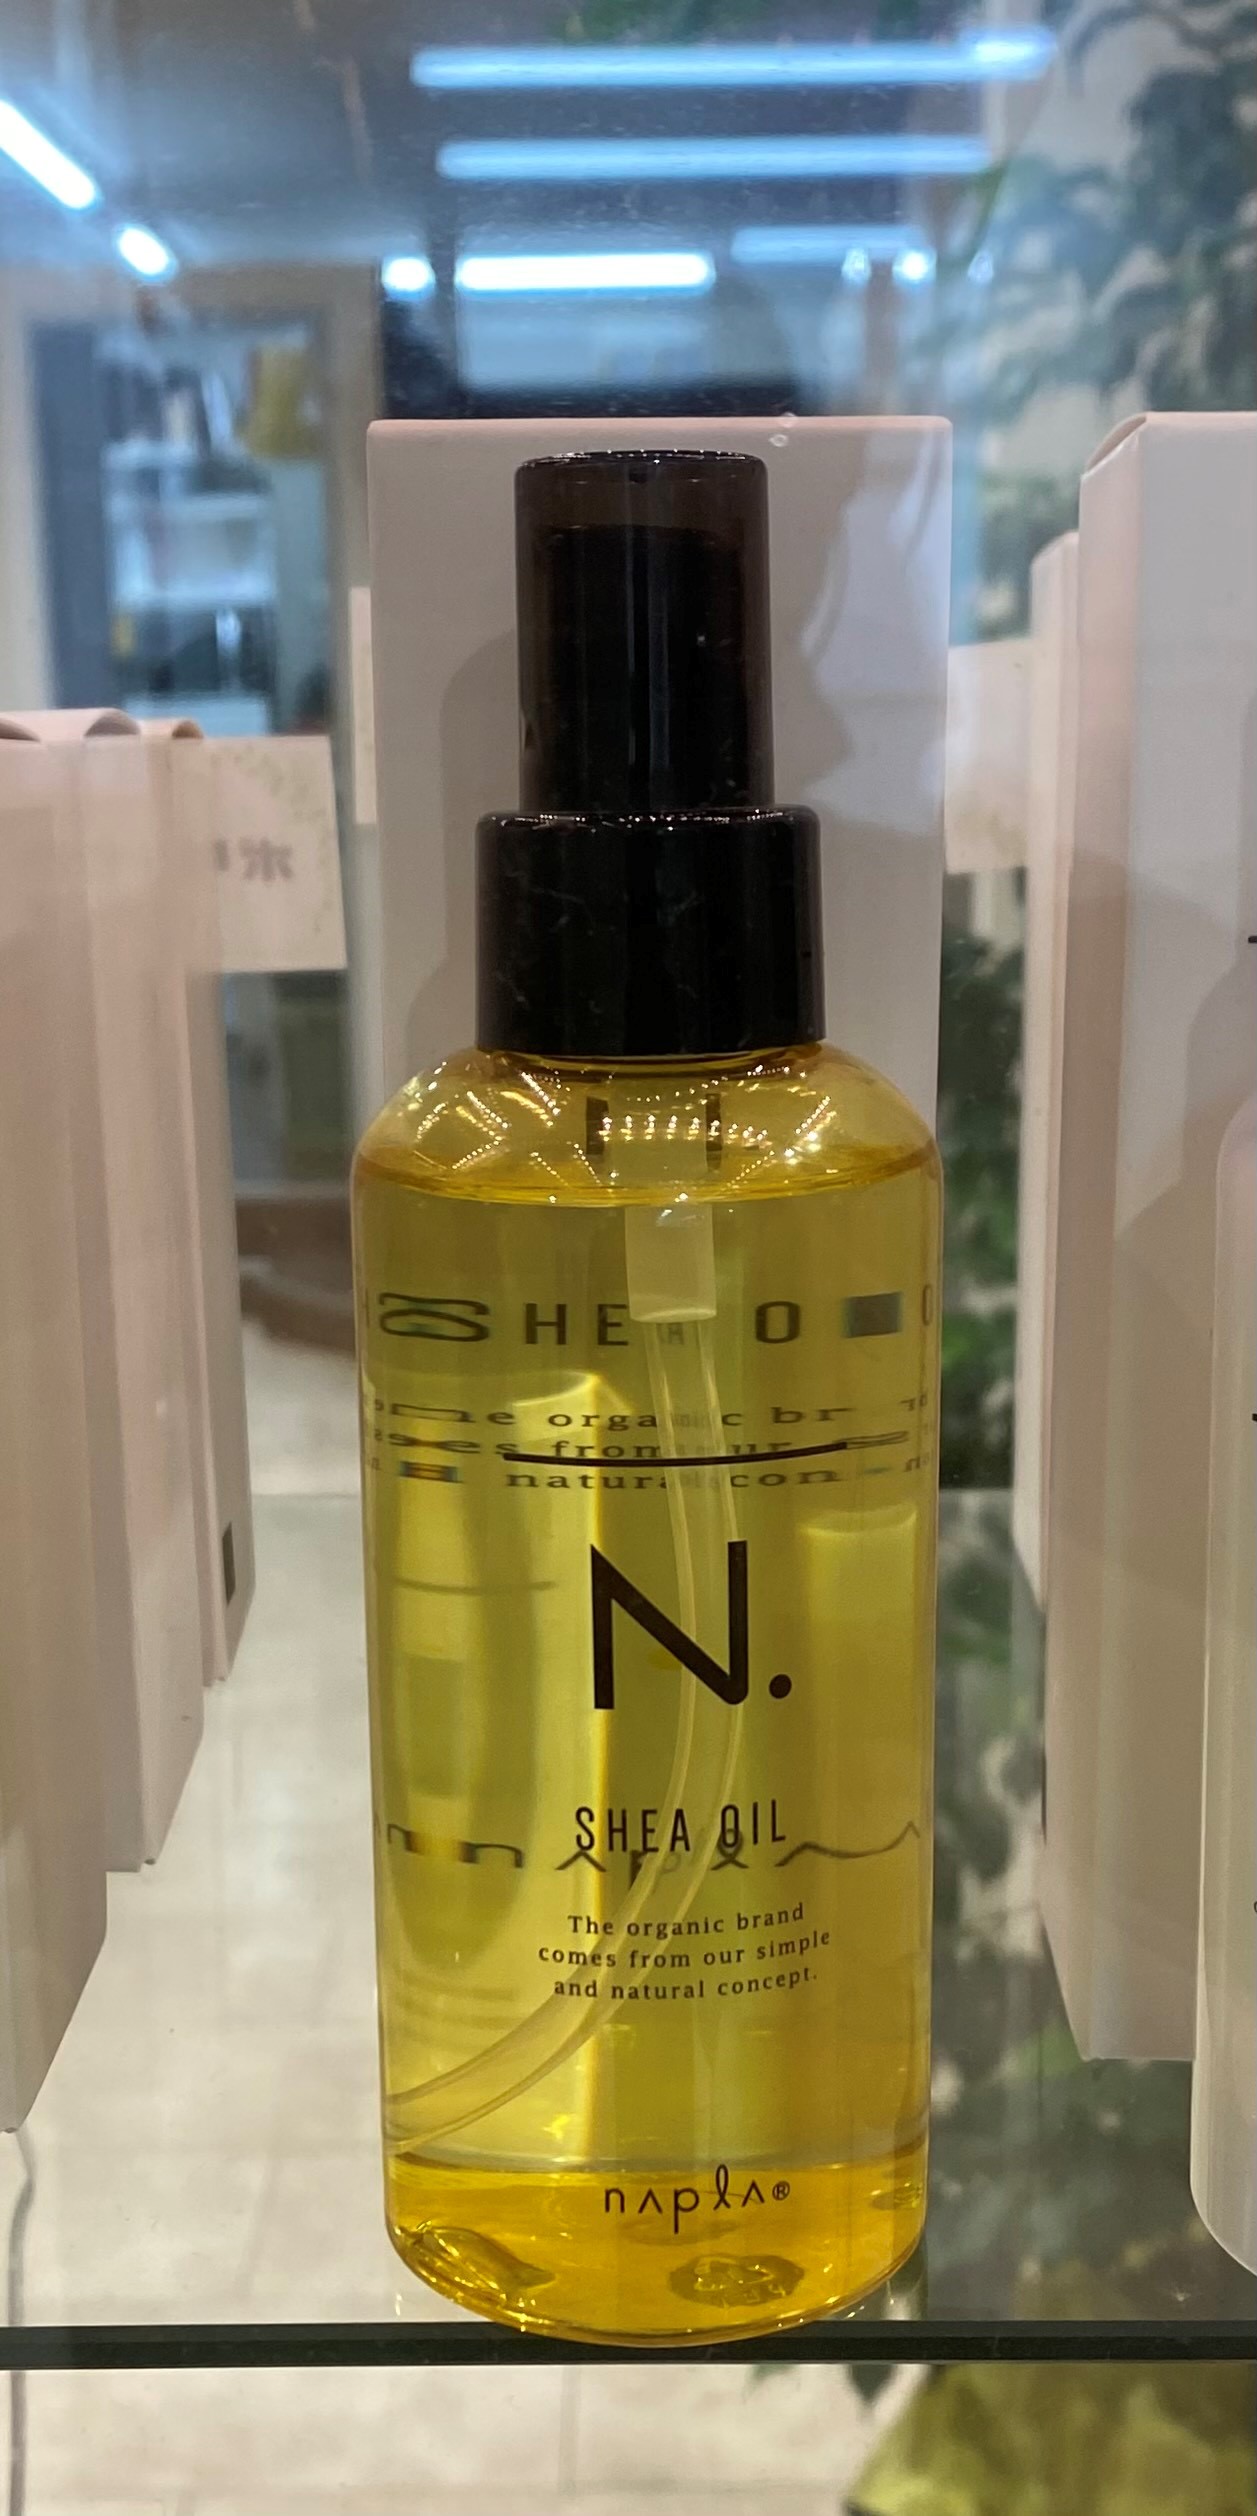 N.
SHEA OIL
The organic brand
comes from our simple
and natural concept.
napla®